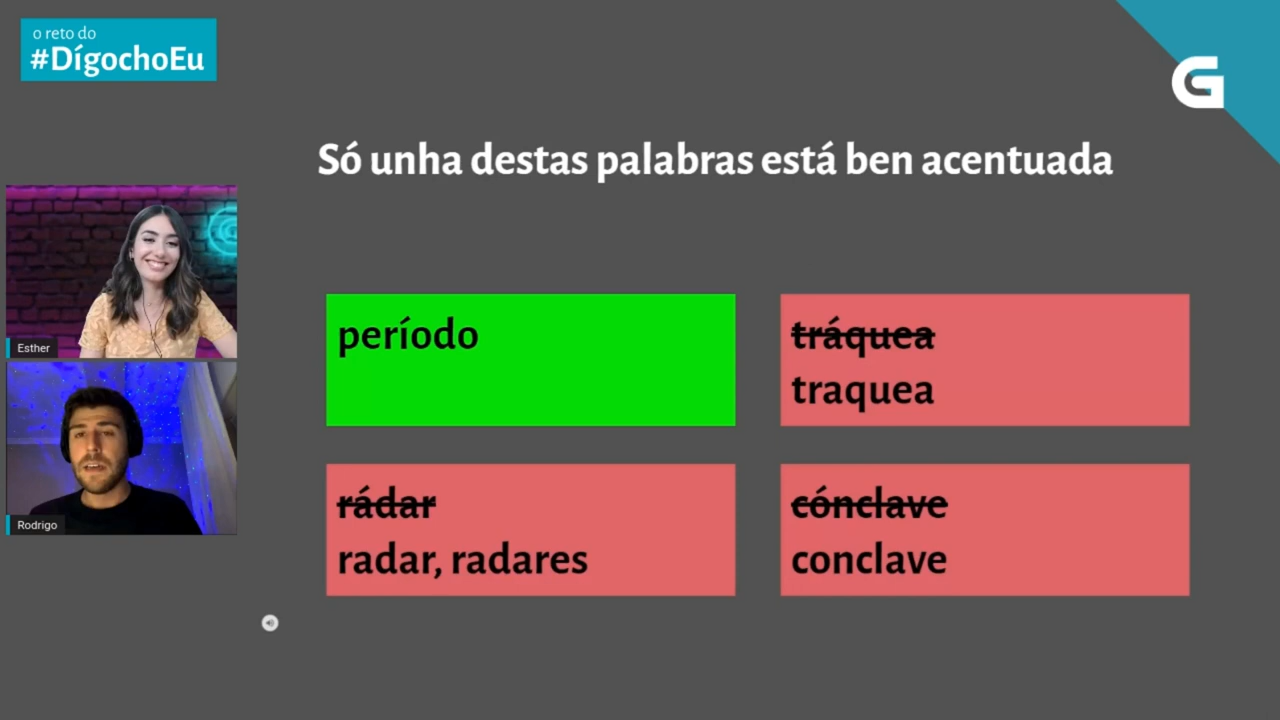 o reto do
#DígochoEu
G
Só unha destas palabras está ben acentuada
período
tráquea
traquea
rádar
radar, radares
cónclave
conclave
Esther
Rodrigo